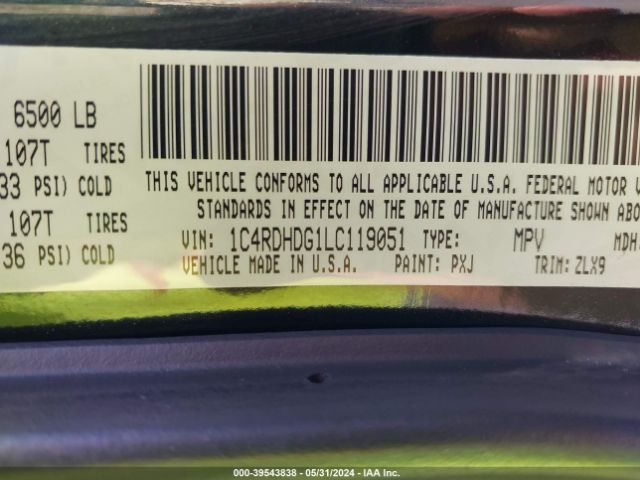 6500 LB
107T TIRES
33 PSI) COLD
107T TIRES
36 PSI) COLD
THIS VEHICLE CONFORMS TO ALL APPLICABLE U.S.A. FEDERAL MOTOR
STANDARDS IN EFFECT ON THE DATE OF MANUFACTURE SHOWN ABO
VIN: 1C4RDHDG1LC119051 TYPE: MPV MDH:
VEHICLE MADE IN U.S.A. PAINT: PXJ TRIM: ZLX9
000-39543838 - 05/31/2024 - IAA Inc.